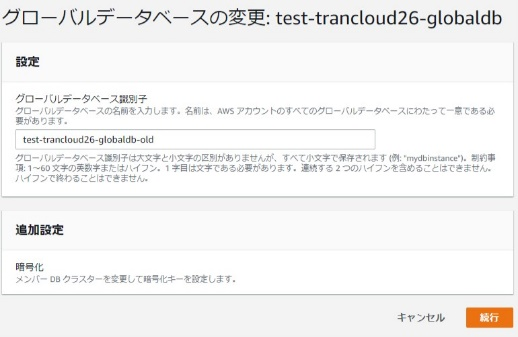 グローバルデータベースの変更: test-trancloud26-globaldb
設定
グローバルデータベース識別子
グローバルデータベースの名前を入力します。名前は、AWS アカウントのすべてのグローバルデータベースにわたって一意である必
要があります。
test-trancloud26-globaldb-old
グローバルデータベース識別子は大文字と小文字の区別がありませんが、すべて小文字で保存されます (例: "mydbinstance")。制約事
項: 1～60 文字の英数字またはハイフン。1 字目は文字である必要があります。連続する 2 つのハイフンを含めることはできません。
ハイフンで終わることはできません。
追加設定
暗号化
メンバー DB クラスターを変更して暗号化キーを設定します。
キャンセル
続行